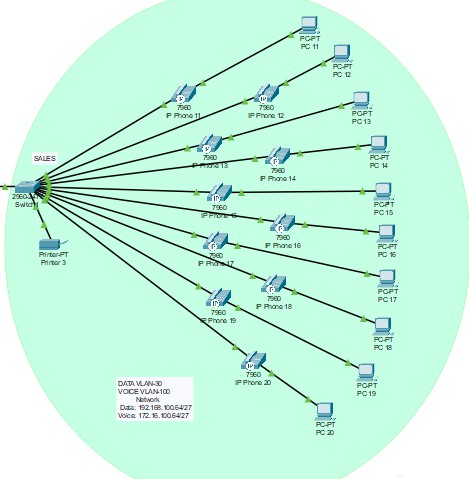 PC-PT
PC 11
PC-PT
PC 12
7960
IP Phone 11
7960
IP Phone 12
PC-PT
PC 13
7960
IP Phone 13
7960
IP Phone 14
PC-PT
PC 14
SALES
Switch
7960
IP Phone 15
PC-PT
PC 15
7960
IP Phone 16
PC-PT
PC 16
Printer-PT
Printer 3
7960
IP Phone 17
PC-PT
PC 17
7960
IP Phone 18
7960
IP Phone 19
PC-PT
PC 18
7960
IP Phone 20
PC-PT
PC 19
DATA VLAN-30
VOICE VLAN-100
Network
Data: 192.168.100.64/27
Voice: 172.16.100.64/27
PC-PT
PC 20